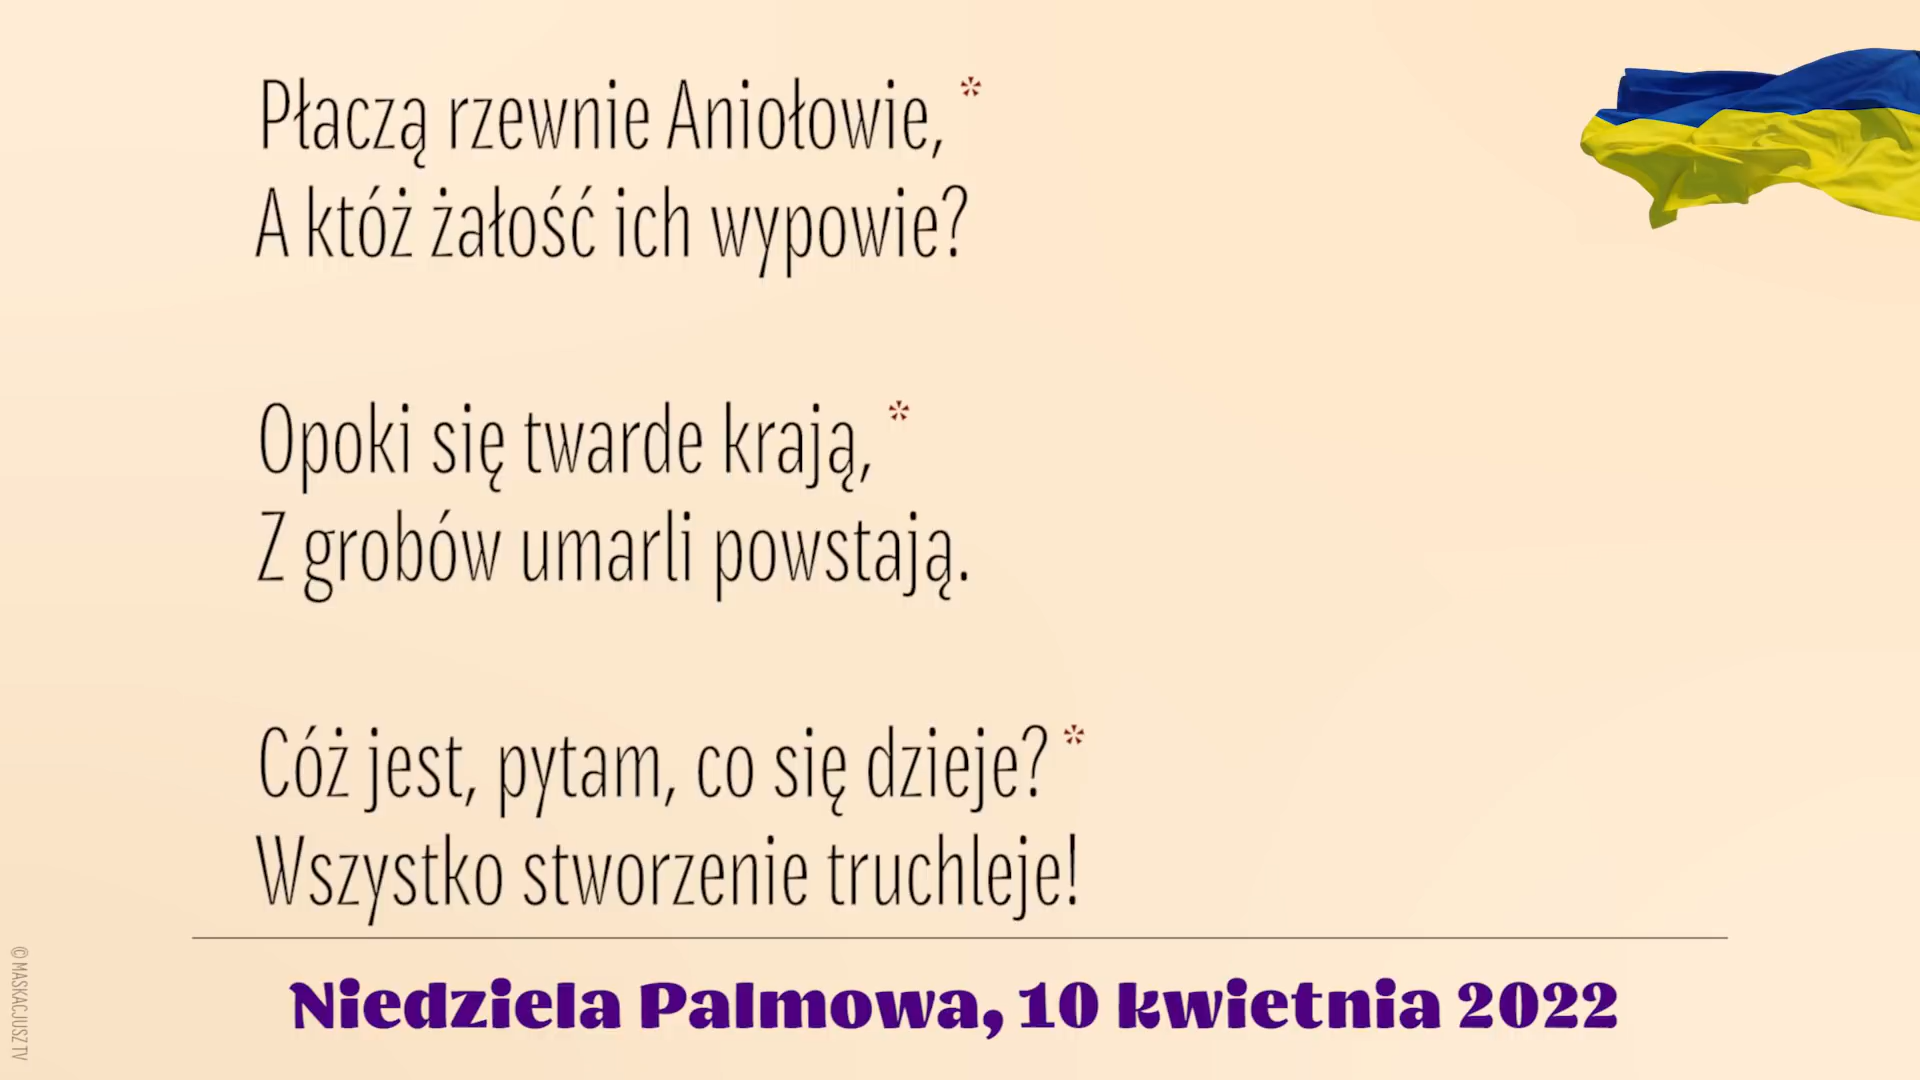 Płaczą rzewnie Aniołowie, *
A któż żałość ich wypowie?
Opoki się twarde krają, *
Z grobów umarli powstają.
Cóż jest, pytam, co się dzieje? *
Wszystko stworzenie truchleje!
Niedziela Palmowa, 10 kwietnia 2022
© MASKACJUSZ TV